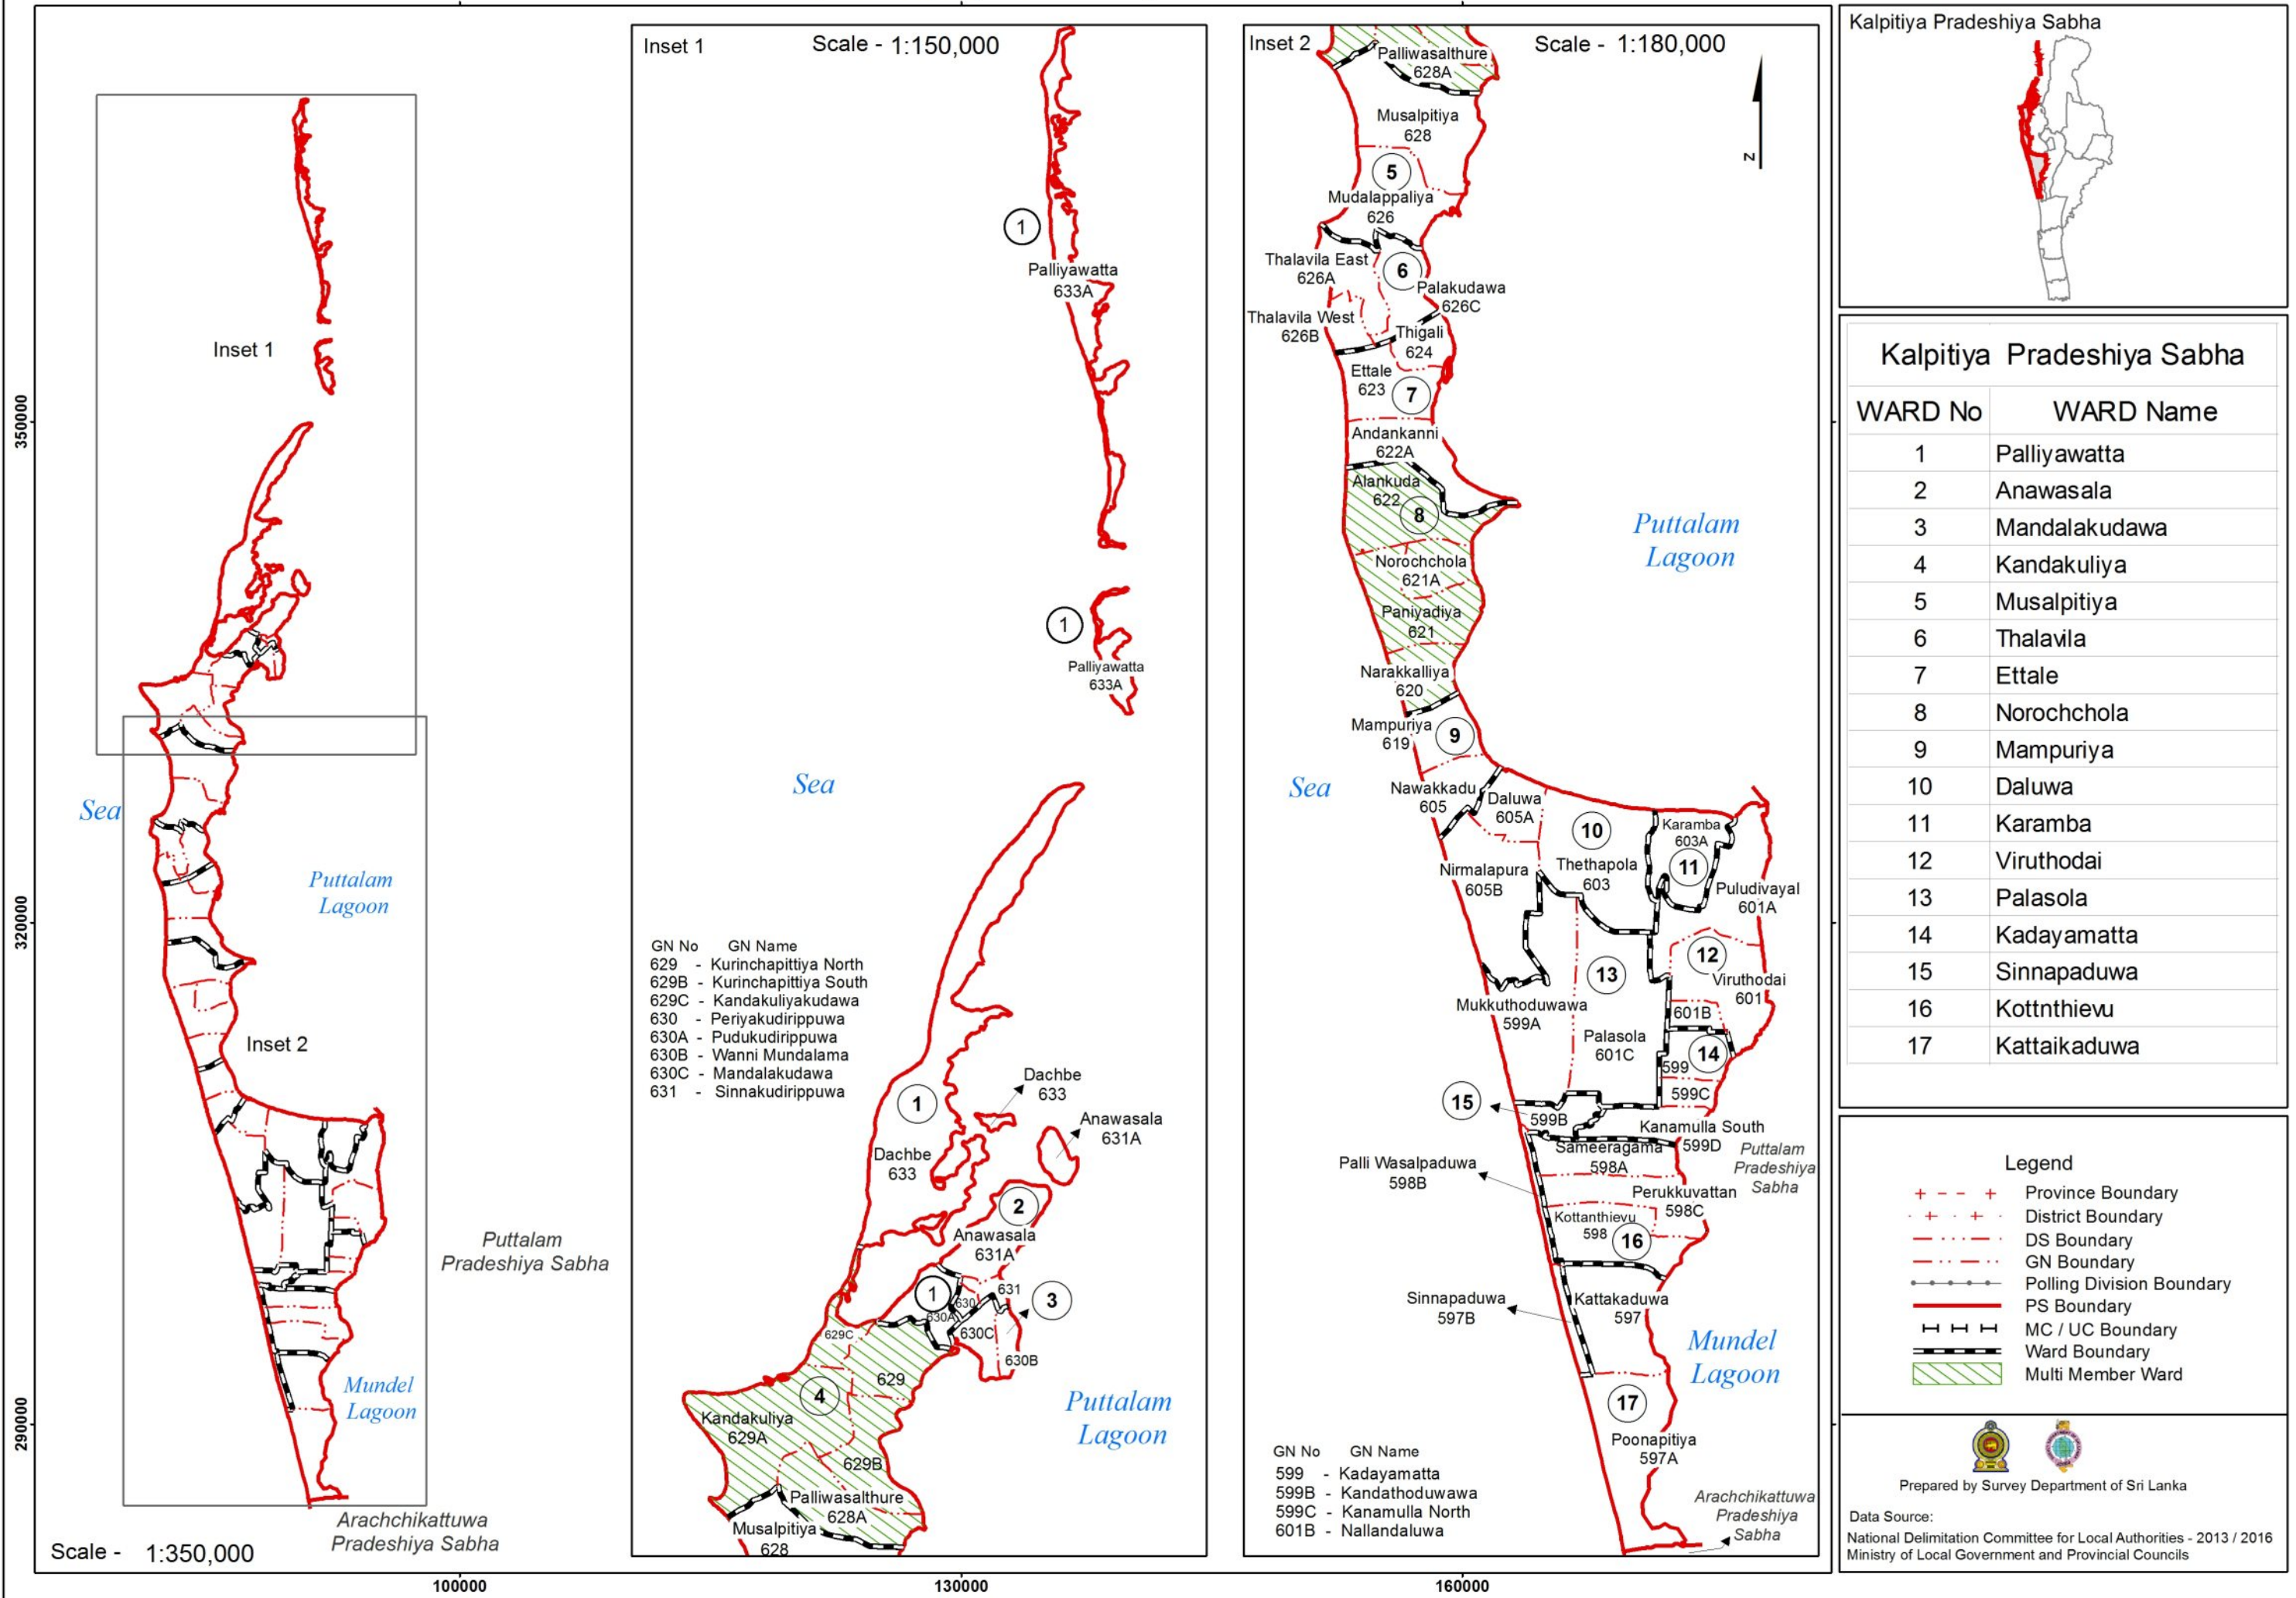 Inset 1
Sea
Puttalam
Lagoon
Inset 2
Puttalam
Pradeshiya Sabha
Mundel
Lagoon
Arachchikattuwa
Pradeshiya Sabha
Scale - 1:350,000
350000
320000
290000
100000
130000
160000
Inset 1
Scale - 1:150,000
1
Palliyawatta
633A
1
Palliyawatta
633A
Sea
GN No GN Name
629 - Kurinchapittiya North
629B - Kurinchapittiya South
629C - Kandakuliyakudawa
630 - Periyakudirippuwa
630A - Pudukudirippuwa
630B - Wanni Mundalama
630C - Mandalakudawa
631 - Sinnakudirippuwa
1
Dachbe
633
Anawasala
631A
Dachbe
633
2
Anawasala
631A
1
630
631
3
630A
630C
629C
630B
629
4
Kandakuliya
629A
629B
Palliwasalthure
628A
Musalpitiya
628
Puttalam
Lagoon
Inset 2
Scale - 1:180,000
Palliwasalthure
628A
N
Musalpitiya
628
5
Mudalappaliya
626
Thalavila East
626A
6
Palakudawa
626C
Thalavila West
626B
Thigali
624
Ettale
623
7
Andankanni
622A
Alankuda
622
8
Puttalam
Lagoon
Norochchola
621A
Paniyadiya
621
Narakkalliya
620
Mampuriya
619
9
Sea
Nawakkadu
605
Daluwa
605A
10
Karamba
603A
11
Nirmalapura
605B
Thethapola
603
Puludivayal
601A
12
13
Viruthodai
601
Mukkuthoduwawa
599A
601B
Palasola
601C
14
599
599C
15
599B
Kanamulla South
599D
Sameeragama
598A
Puttalam
Pradeshiya
Sabha
Palli Wasalpaduwa
598B
Perukkuvattan
598C
Kottanthievu
598
16
Sinnapaduwa
597B
Kattakaduwa
597
Mundel
Lagoon
17
Poonapitiya
597A
GN No GN Name
599 - Kadayamatta
599B - Kandathoduwawa
599C - Kanamulla North
601B - Nallandaluwa
Arachchikattuwa
Pradeshiya
Sabha
Kalpitiya Pradeshiya Sabha
Kalpitiya Pradeshiya Sabha
WARD No WARD Name
1 Palliyawatta
2 Anawasala
3 Mandalakudawa
4 Kandakuliya
5 Musalpitiya
6 Thalavila
7 Ettale
8 Norochchola
9 Mampuriya
10 Daluwa
11 Karamba
12 Viruthodai
13 Palasola
14 Kadayamatta
15 Sinnapaduwa
16 Kottnthievu
17 Kattaikaduwa
Legend
Province Boundary
District Boundary
DS Boundary
GN Boundary
Polling Division Boundary
PS Boundary
MC / UC Boundary
Ward Boundary
Multi Member Ward
Prepared by Survey Department of Sri Lanka
Data Source:
National Delimitation Committee for Local Authorities - 2013 / 2016
Ministry of Local Government and Provincial Councils